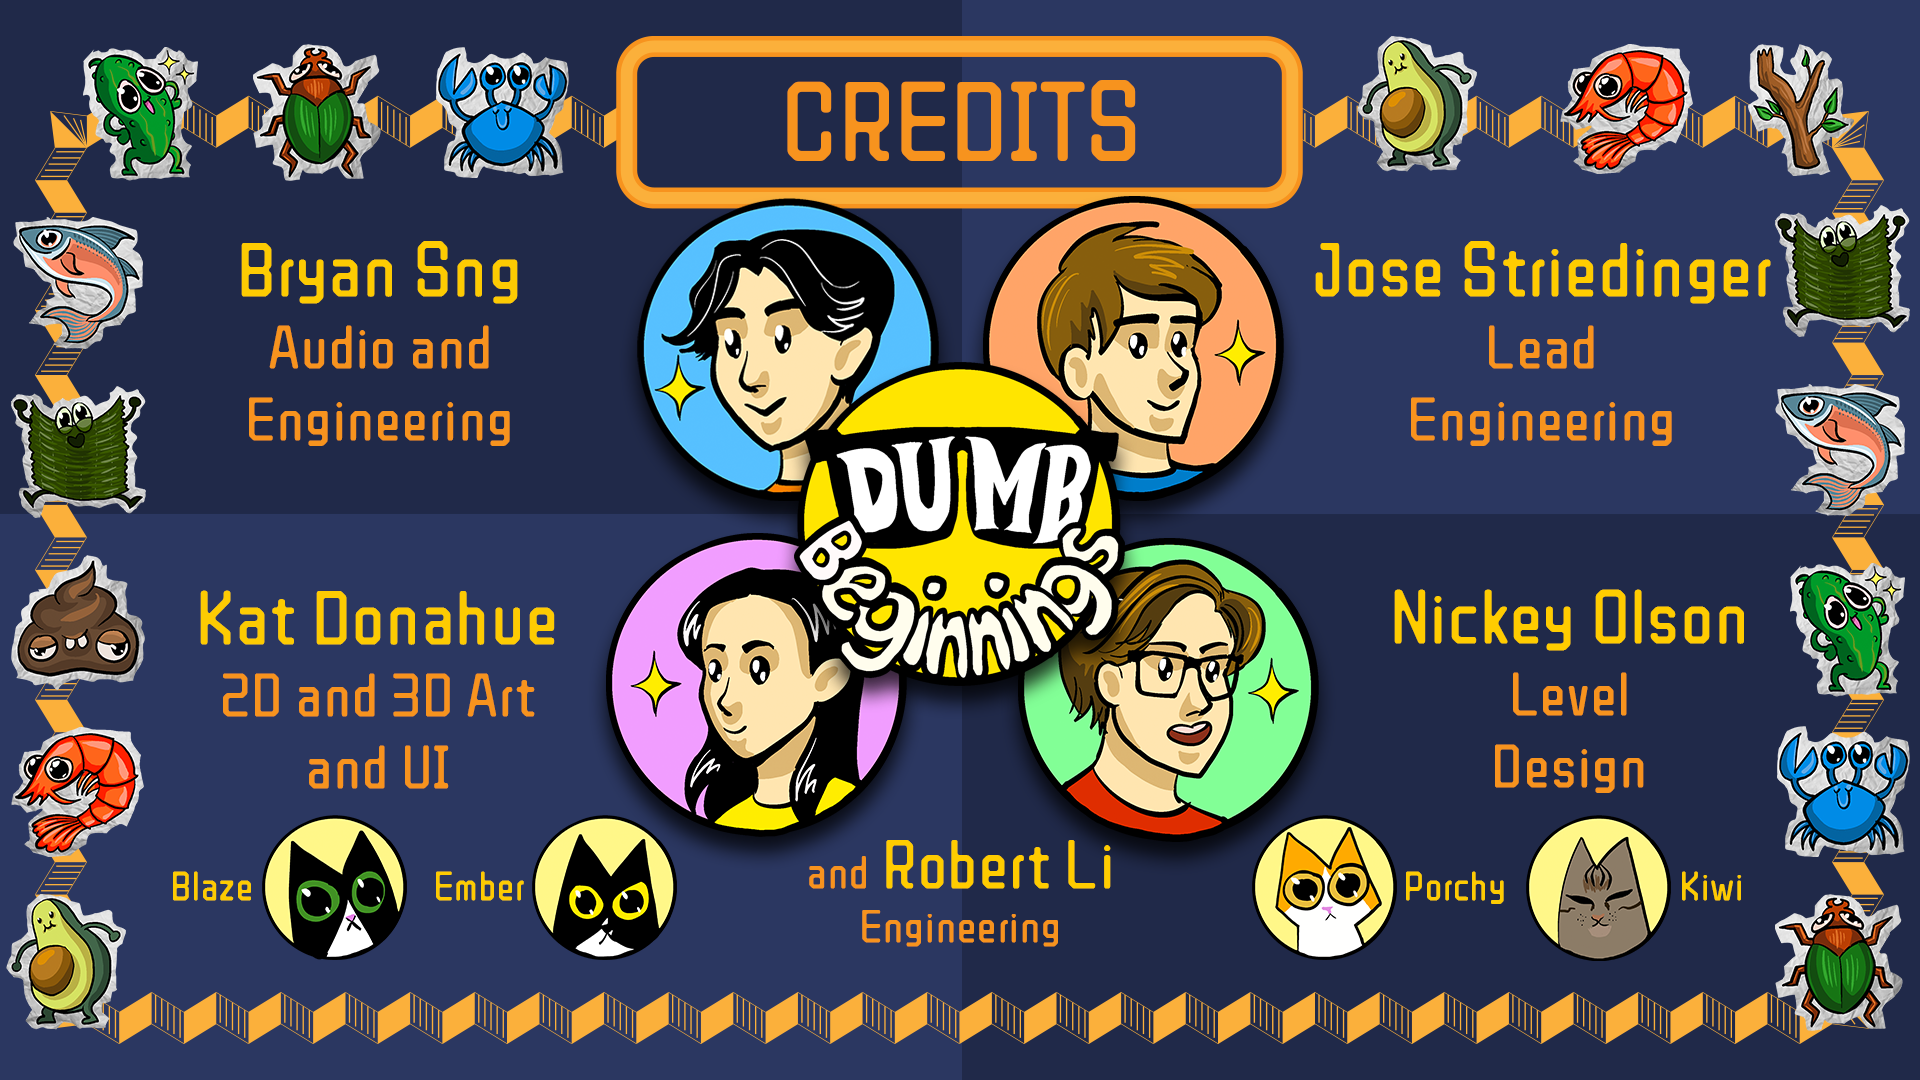 CREDITS
Bryan Sng
Audio and
Engineering
Jose Striedinger
Lead
Engineering
DUMB
Beginnings
Kat Donahue
2D and 3D Art
and UI
Nickey Olson
Level
Design
Blaze
Ember
and Robert Li
Engineering
Porchy
Kiwi